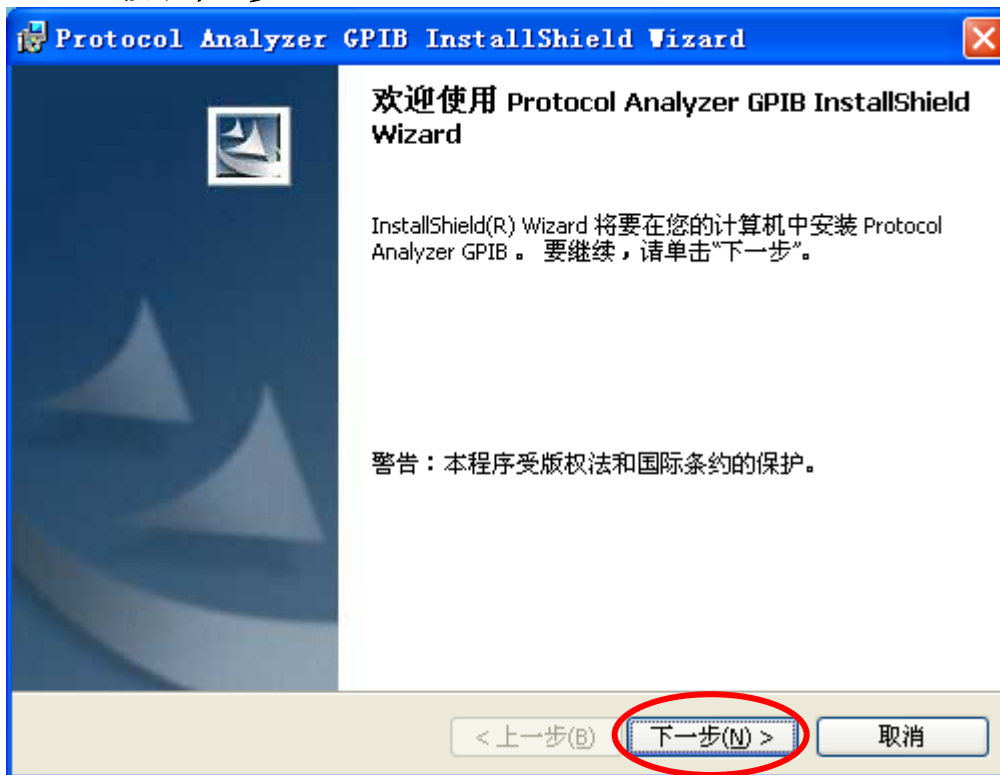 Protocol Analyzer GPIB InstallShield Wizard
欢迎使用 Protocol Analyzer GPIB InstallShield
Wizard
InstallShield(R) Wizard 将要在您的计算机中安装 Protocol
Analyzer GPIB 。 要继续，请单击“下一步”。
警告：本程序受版权法和国际条约的保护。
<上一步(B) 下一步(N) > 取消